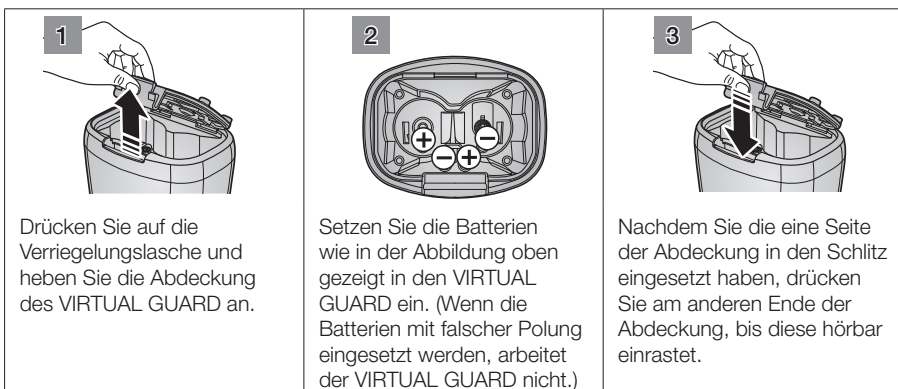 1
Drücken Sie auf die
Verriegelungslasche und
heben Sie die Abdeckung
des VIRTUAL GUARD an.
2
Setzen Sie die Batterien
wie in der Abbildung oben
gezeigt in den VIRTUAL
GUARD ein. (Wenn die
Batterien mit falscher Polung
eingesetzt werden, arbeitet
der VIRTUAL GUARD nicht.)
3
Nachdem Sie die eine Seite
der Abdeckung in den Schlitz
eingesetzt haben, drücken
Sie am anderen Ende der
Abdeckung, bis diese hörbar
einrastet.